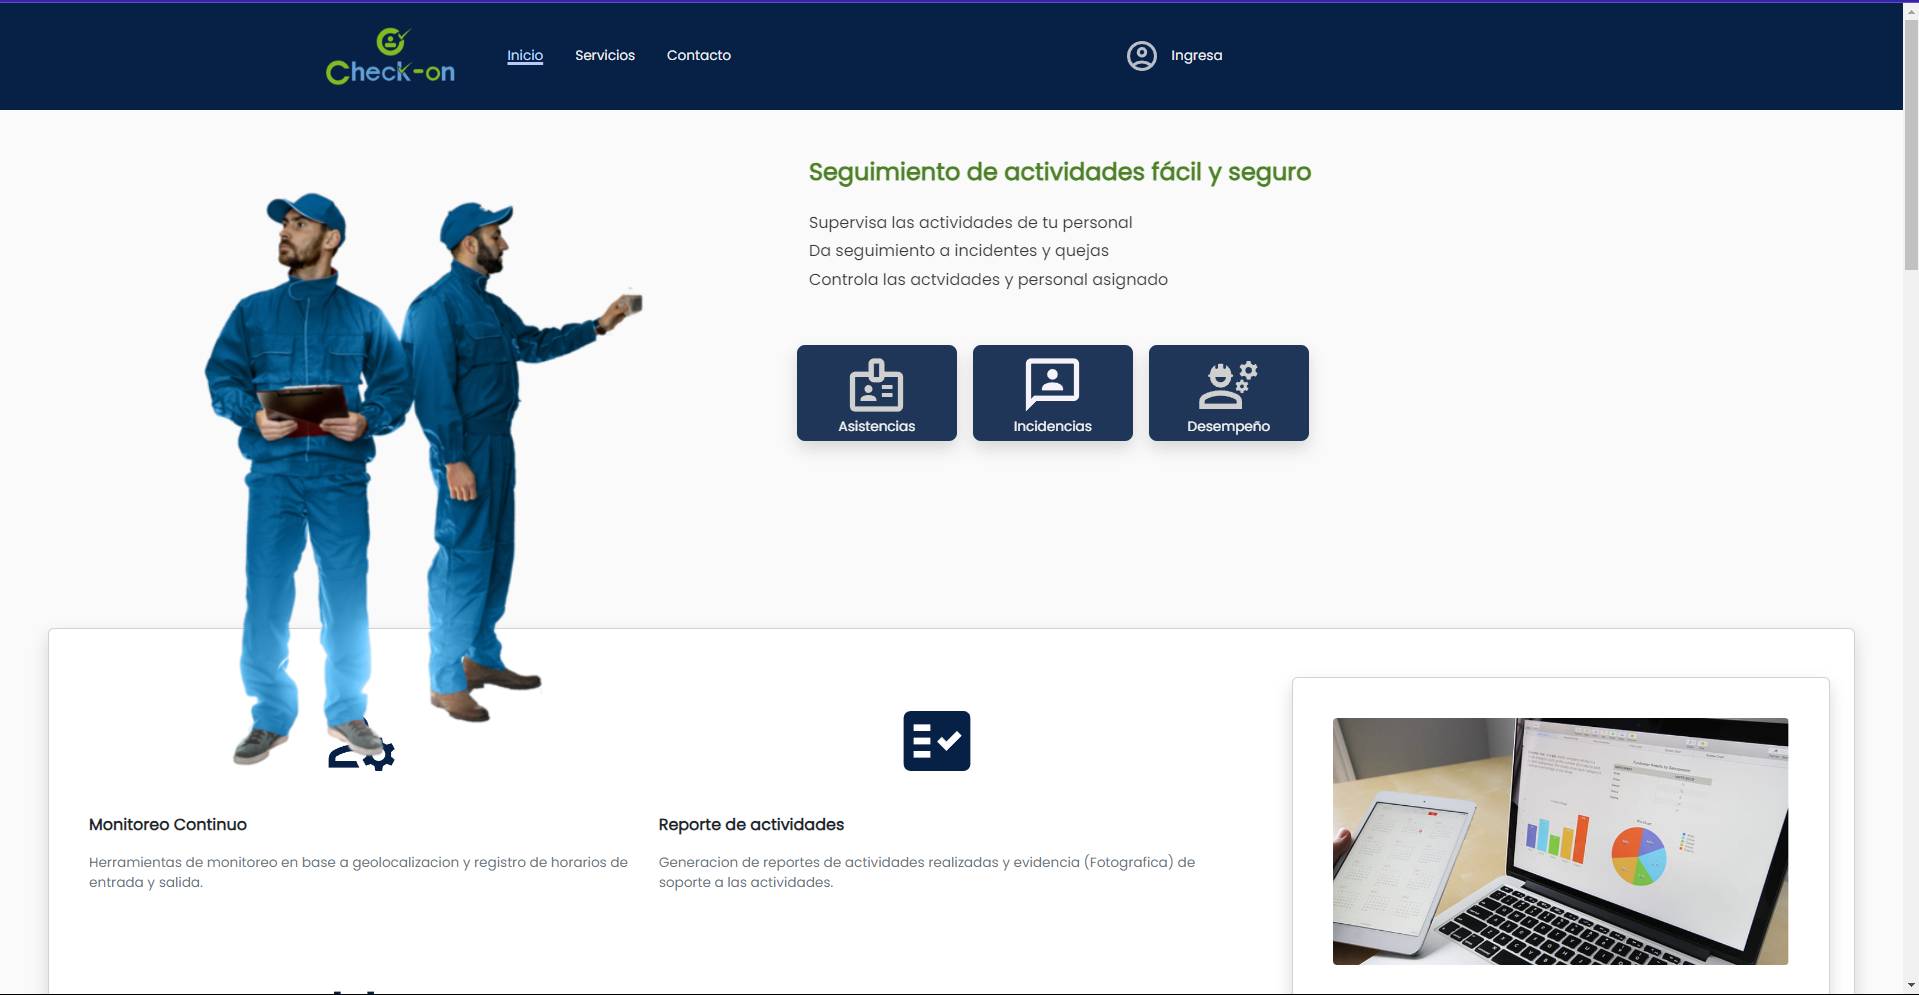 Check-on
Inicio
Servicios
Contacto
Ingresa
Seguimiento de actividades fácil y seguro
Supervisa las actividades de tu personal
Da seguimiento a incidentes y quejas
Controla las actvidades y personal asignado
Asistencias
Incidencias
Desempeño
Monitoreo Continuo
Herramientas de monitoreo en base a geolocalizacion y registro de horarios de
entrada y salida.
Reporte de actividades
Generacion de reportes de actividades realizadas y evidencia (Fotografica) de
soporte a las actividades.